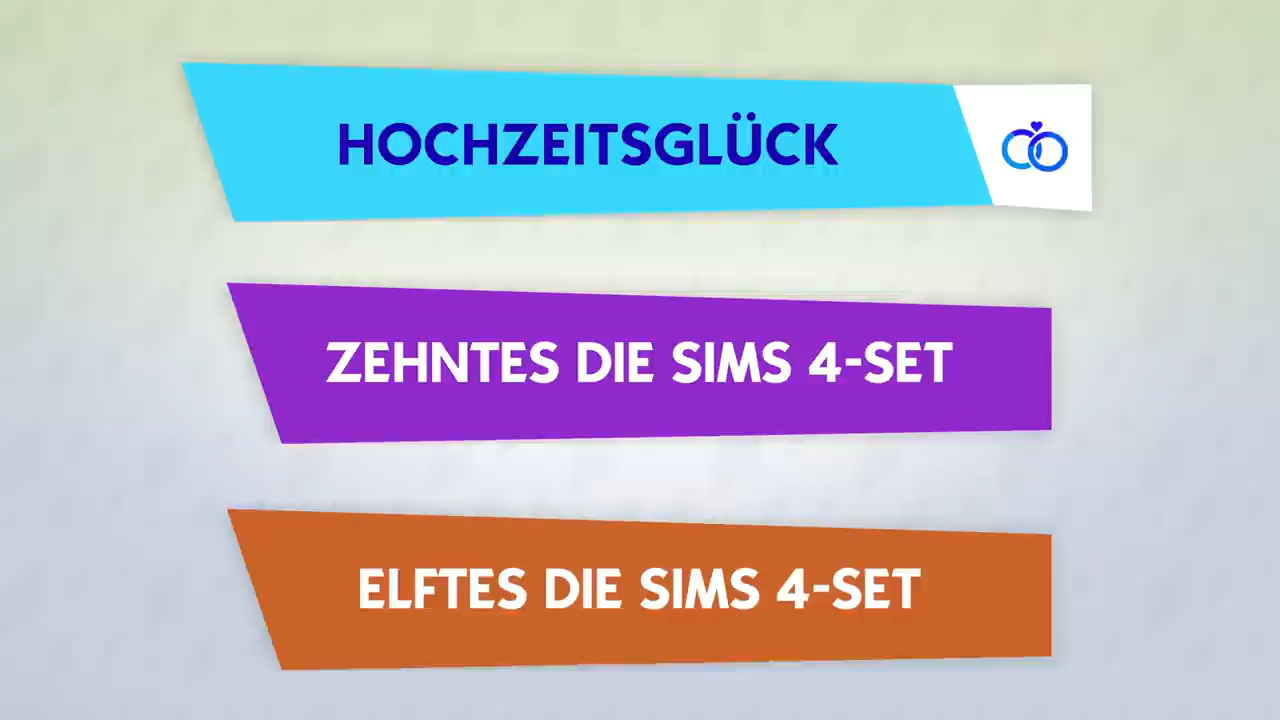 HOCHZEITSGLÜCK
ZEHNTES DIE SIMS 4-SET
ELFTES DIE SIMS 4-SET